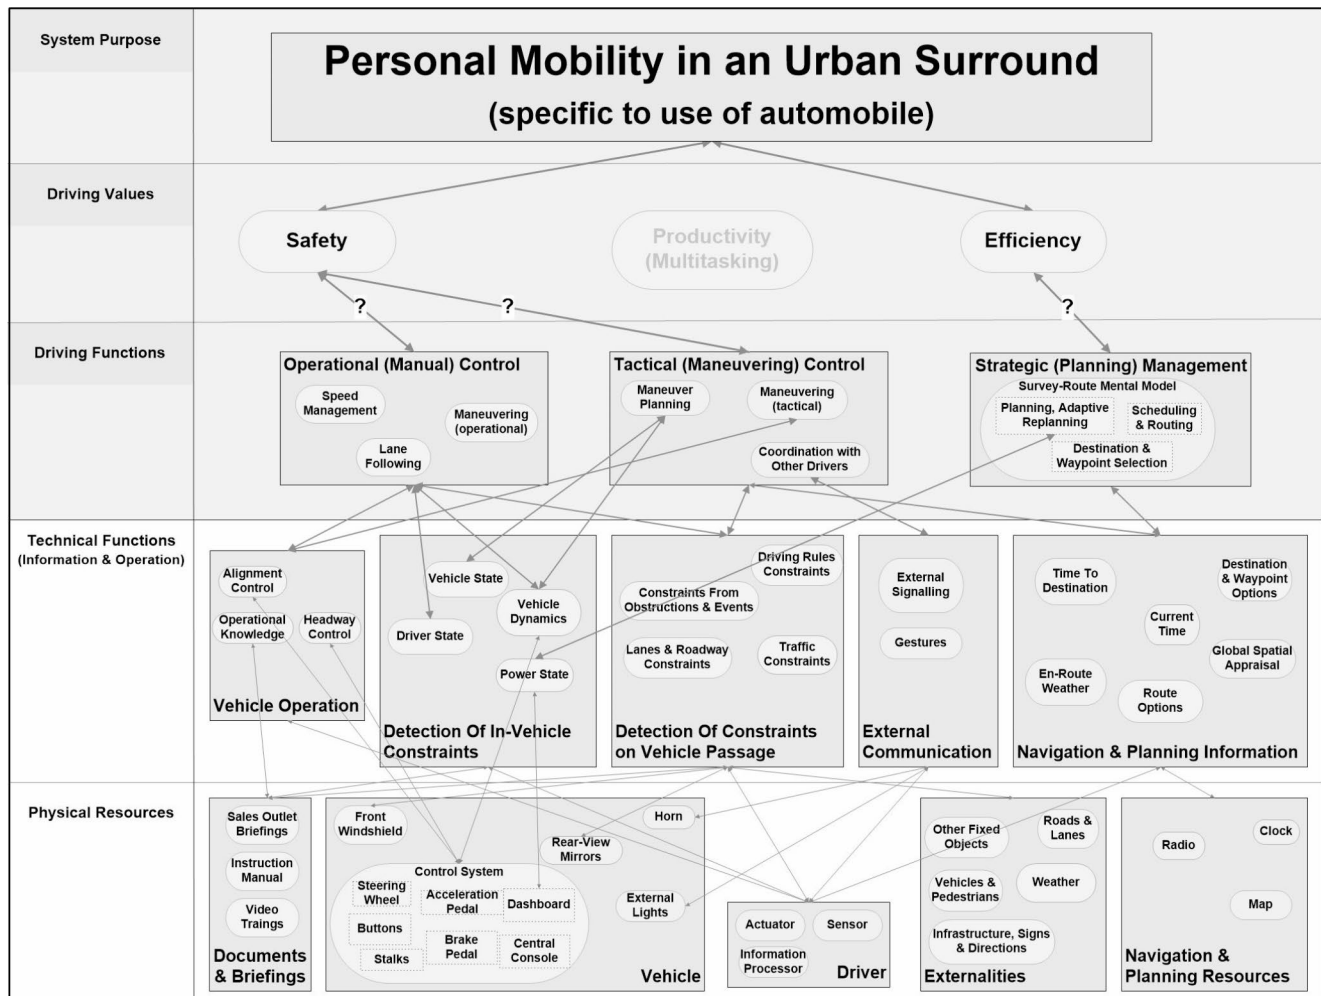 System Purpose
Personal Mobility in an Urban Surround
(specific to use of automobile)
Driving Values
Safety
Productivity
(Multitasking)
Efficiency
?
?
?
Driving Functions
Operational (Manual) Control
Speed
Management
Maneuvering
(operational)
Lane
Following
Tactical (Maneuvering) Control
Maneuver
Planning
Maneuvering
(tactical)
Coordination with
Other Drivers
Strategic (Planning) Management
Survey-Route Mental Model
Planning, Adaptive
Replanning
Scheduling
& Routing
Destination &
Waypoint Selection
Technical Functions
(Information & Operation)
Alignment
Control
Operational
Knowledge
Headway
Control
Vehicle Operation
Vehicle State
Vehicle
Dynamics
Driver State
Power State
Detection Of In-Vehicle
Constraints
Driving Rules
Constraints
Constraints From
Obstructions & Events
Lanes & Roadway
Constraints
Traffic
Constraints
Detection Of Constraints
on Vehicle Passage
External
Signalling
Gestures
External
Communication
Time To
Destination
Destination
& Waypoint
Options
Current
Time
Global Spatial
Appraisal
En-Route
Weather
Route
Options
Navigation & Planning Information
Physical Resources
Sales Outlet
Briefings
Instruction
Manual
Video
Traings
Documents
& Briefings
Front
Windshield
Horn
Rear-View
Mirrors
Control System
Steering
Wheel
Acceleration
Pedal
Dashboard
Buttons
Brake
Pedal
Central
Console
Stalks
External
Lights
Vehicle
Actuator
Sensor
Information
Processor
Driver
Other Fixed
Objects
Roads &
Lanes
Vehicles &
Pedestrians
Weather
Infrastructure, Signs
& Directions
Externalities
Radio
Clock
Map
Navigation &
Planning Resources